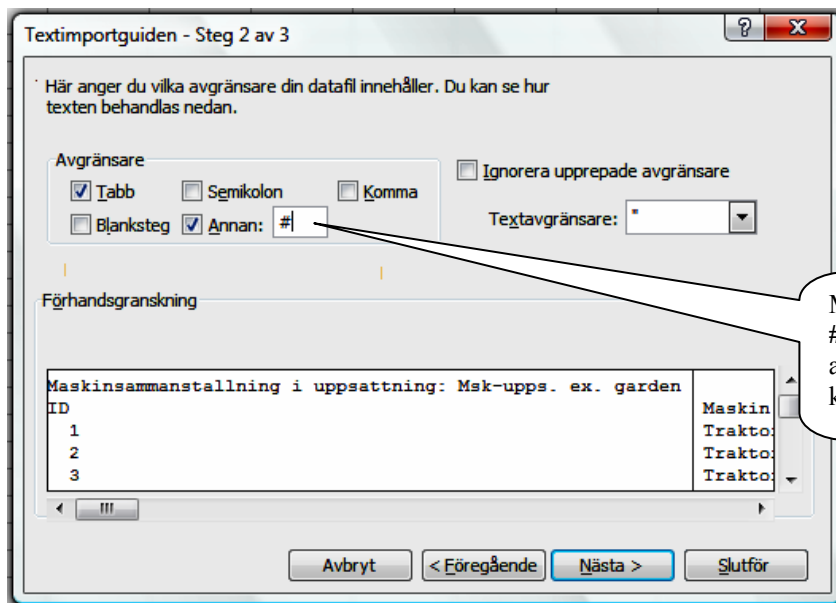 Textimportguiden - Steg 2 av 3
Här anger du vilka avgränsare din datafil innehåller. Du kan se hur
texten behandlas nedan.
Avgränsare
Tabb Semikolon Komma
Blanksteg Annan: #
Ignorera upprepade avgränsare
Textavgränsare: "
Förhandsgranskning
Maskinsammanstallning i uppsattning: Msk-upps. ex. garden
ID Maskin
1 Trakto
2 Trakto
3 Trakto
#
Avbryt < Föregående Nästa > Slutför